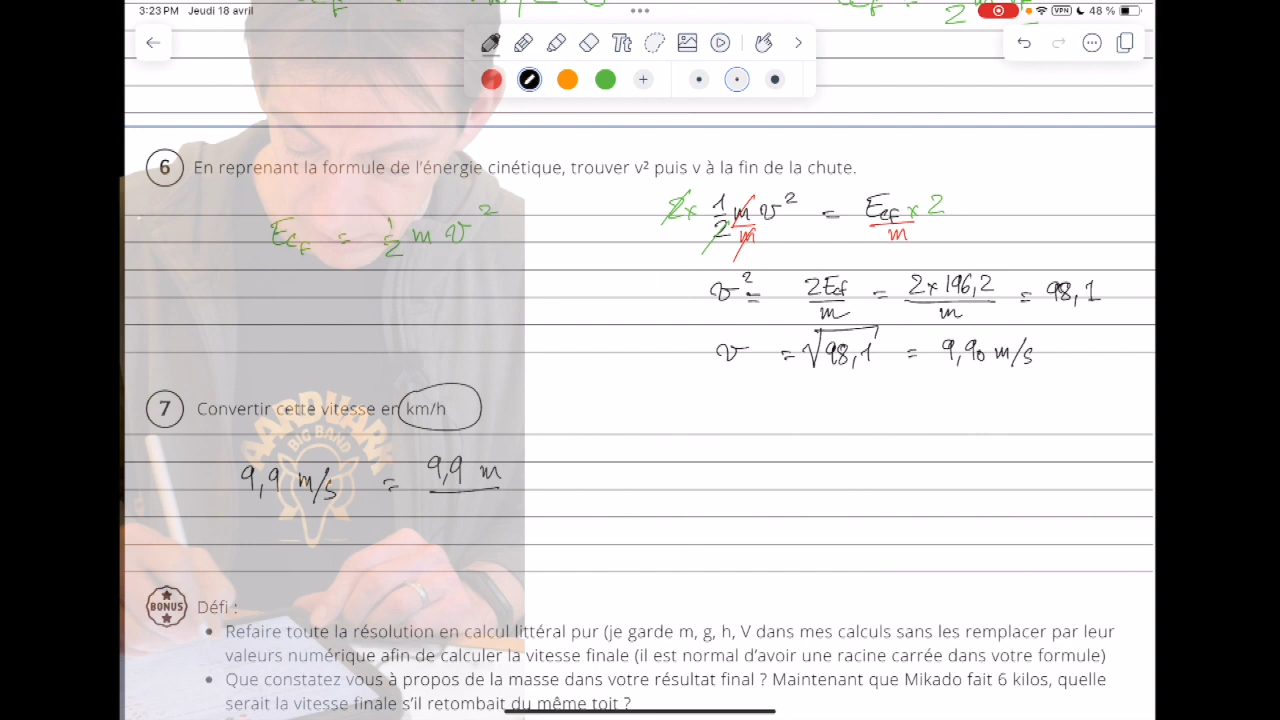 3:23 PM Jeudi 18 avril
VPN 48 %
Tt
6 En reprenant la formule de l'énergie cinétique, trouver v² puis v à la fin de la chute.
2x 1/2 m v² / m = Ecf x 2 / m
EcF = 1/2 m v²
v² = 2Ecf / m = 2 x 196,2 / m = 98,1
v = √98,1 = 9,90 m/s
7 Convertir cette vitesse en km/h
AARDVARK
BIG BAND
9,9 m/s = 9,9 m
BONUS Défi :
• Refaire toute la résolution en calcul littéral pur (je garde m, g, h, V dans mes calculs sans les remplacer par leur
valeurs numérique afin de calculer la vitesse finale (il est normal d'avoir une racine carrée dans votre formule)
• Que constatez vous à propos de la masse dans votre résultat final ? Maintenant que Mikado fait 6 kilos, quelle
serait la vitesse finale s'il retombait du même toit ?